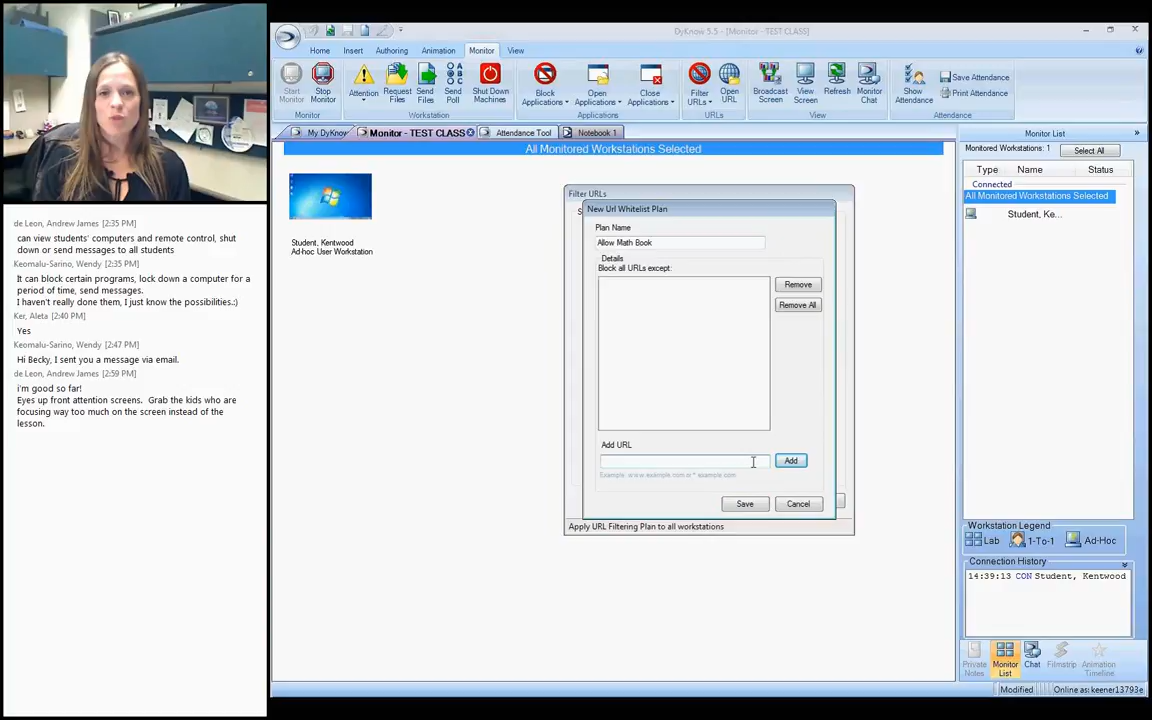 de Leon, Andrew James [2:35 PM]
can view students' computers and remote control, shut
down or send messages to all students
Keomalu-Sarino, Wendy [2:35 PM]
It can block certain programs, lock down a computer for a
period of time, send messages.
I haven't really done them, I just know the possibilities.:)
Ker, Aleta [2:40 PM]
Yes
Keomalu-Sarino, Wendy [2:47 PM]
Hi Becky, I sent you a message via email.
de Leon, Andrew James [2:59 PM]
i'm good so far!
Eyes up front attention screens. Grab the kids who are
focusing way too much on the screen instead of the
lesson.
DyKnow 5.5 - [Monitor - TEST CLASS]
Home Insert Authoring Animation Monitor View
Start Monitor
Stop Monitor
Attention
Request Files
Send Files
Send Poll
Shut Down Machines
Block Applications
Open Applications
Close Applications
Filter URLs
Open URL
Broadcast Screen
View Screen
Refresh
Monitor Chat
Show Attendance
Save Attendance
Print Attendance
Monitor Workstation Applications URLs View Attendance
My DyKnow Monitor - TEST CLASS Attendance Tool Notebook 1
All Monitored Workstations Selected
Student, Kentwood
Ad-hoc User Workstation
Filter URLs
New Url Whitelist Plan
Plan Name
Allow Math Book
Details
Block all URLs except:
Remove
Remove All
Add URL
Add
Example: www.example.com or *.example.com
Save Cancel
Apply URL Filtering Plan to all workstations
Monitor List
Monitored Workstations: 1 Select All
Type Name Status
Connected
All Monitored Workstations Selected
Student, Ke...
Workstation Legend
Lab 1-To-1 Ad-Hoc
Connection History
14:39:13 CON Student, Kentwood
Private Notes
Monitor List
Chat
Filmstrip
Animation Timeline
Modified Online as: keener13793e